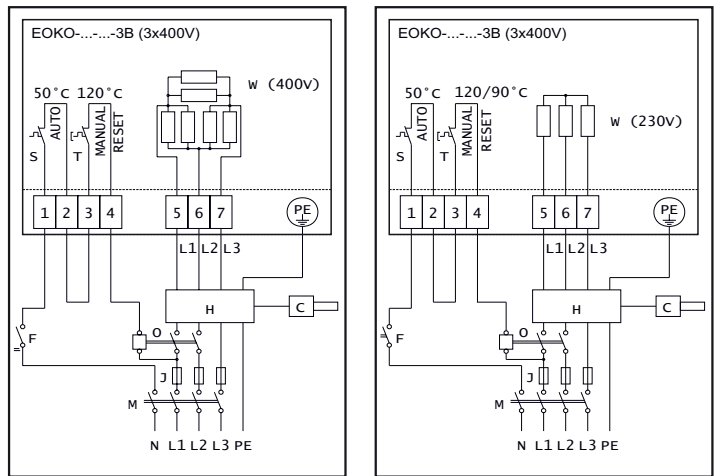 EOKO-...-...-3B (3x400V)
50°C 120°C
AUTO
MANUAL
RESET
W (400V)
S T
1 2 3 4 5 6 7 PE
L1 L2 L3
H C
F O
J
M
N L1 L2 L3 PE
EOKO-...-...-3B (3x400V)
50°C 120/90°C
AUTO
MANUAL
RESET
W (230V)
S T
1 2 3 4 5 6 7 PE
L1 L2 L3
H C
F O
J
M
N L1 L2 L3 PE